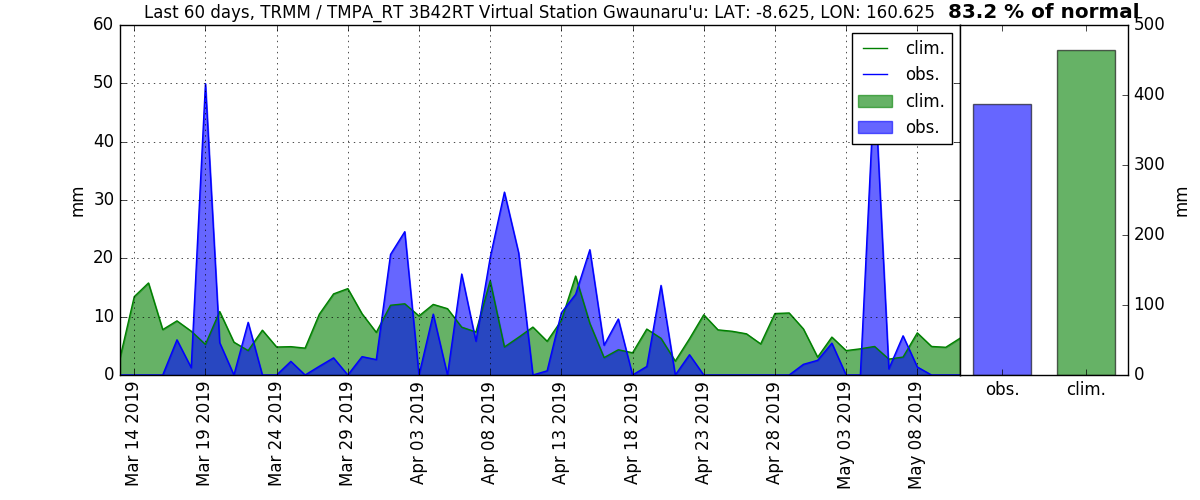 Last 60 days, TRMM / TMPA_RT 3B42RT Virtual Station Gwaunaru'u: LAT: -8.625, LON: 160.625
83.2 % of normal
60
50
40
30
20
10
0
mm
clim.
obs.
clim.
obs.
Mar 14 2019
Mar 19 2019
Mar 24 2019
Mar 29 2019
Apr 03 2019
Apr 08 2019
Apr 13 2019
Apr 18 2019
Apr 23 2019
Apr 28 2019
May 03 2019
May 08 2019
500
400
300
200
100
0
mm
obs.
clim.